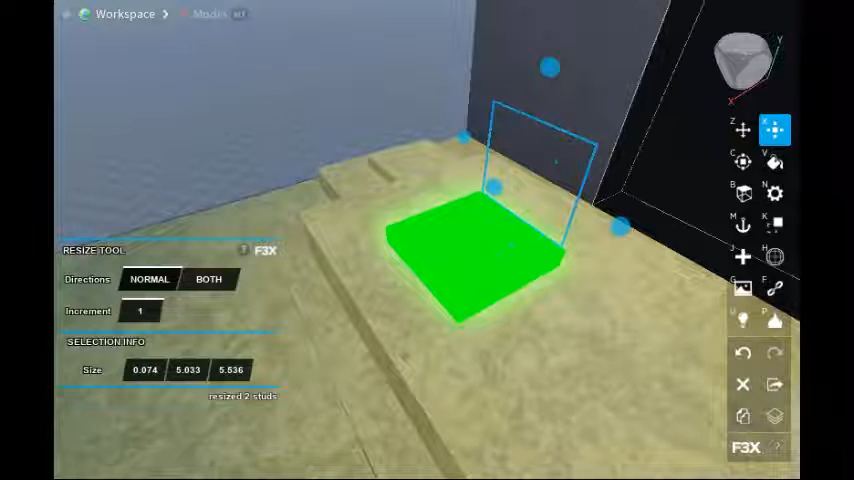 Workspace > Model
Y
X
Z X
C V
B N
M K
J H
G F
U P
RESIZE TOOL ? F3X
Directions NORMAL BOTH
Increment 1
SELECTION INFO
Size 0.074 5.033 5.536
resized 2 studs
F3X ?